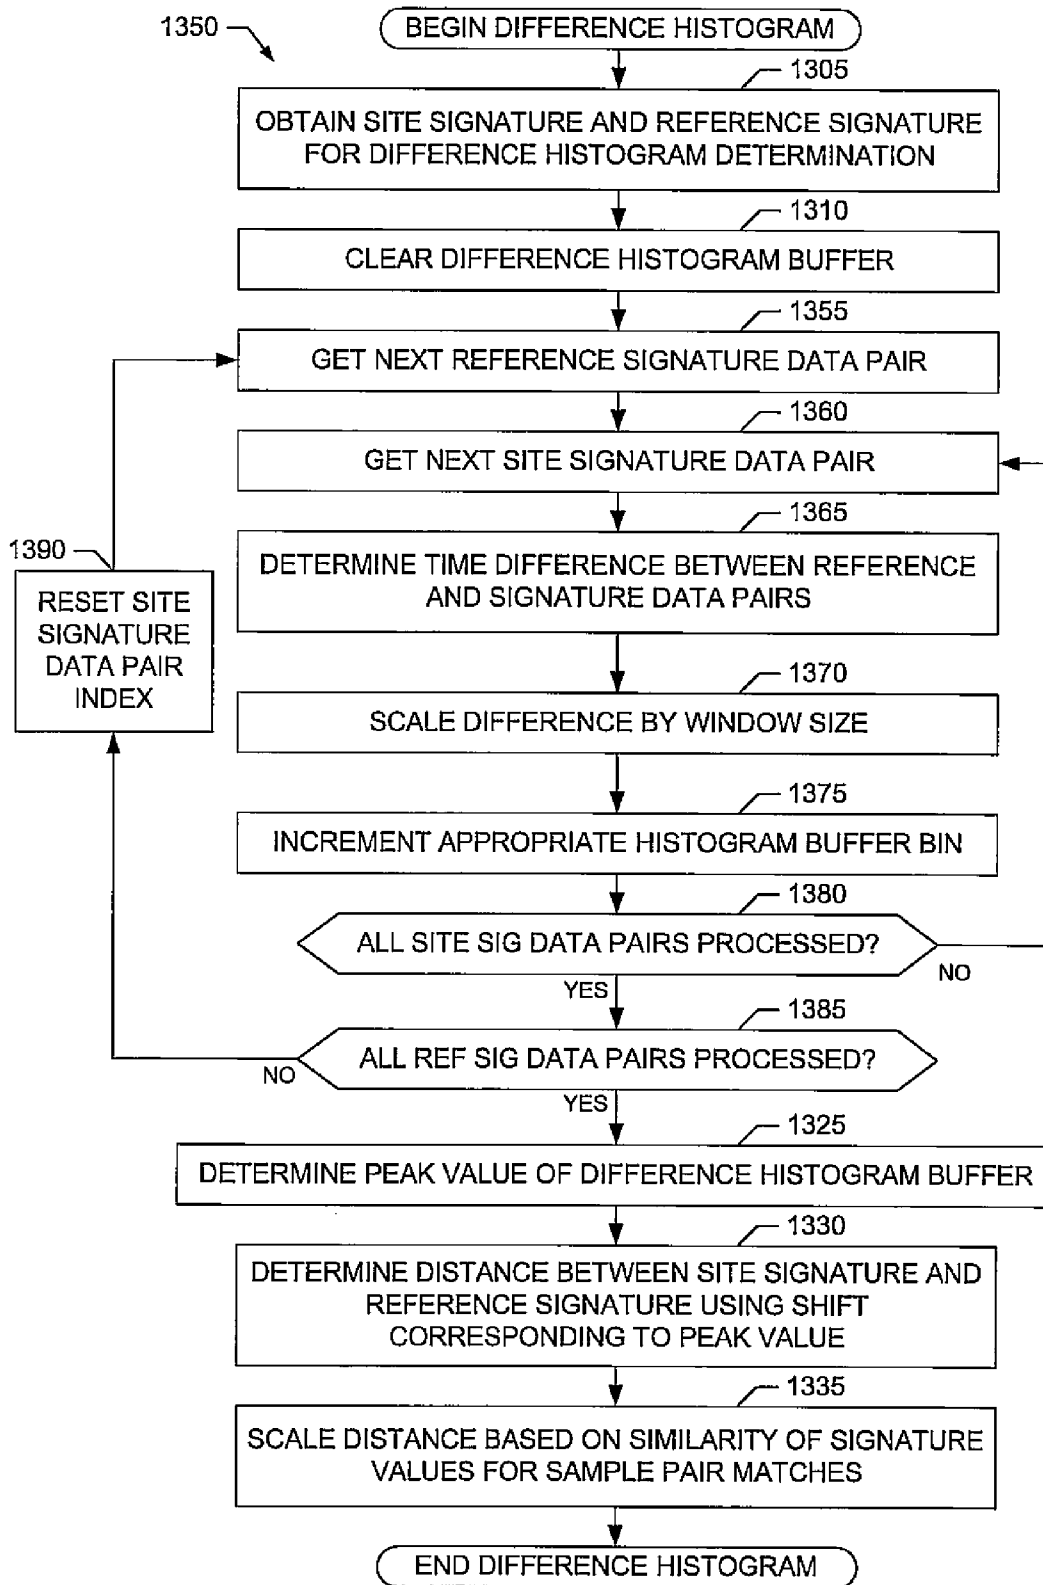 1350
BEGIN DIFFERENCE HISTOGRAM
1305
OBTAIN SITE SIGNATURE AND REFERENCE SIGNATURE
FOR DIFFERENCE HISTOGRAM DETERMINATION
1310
CLEAR DIFFERENCE HISTOGRAM BUFFER
1355
GET NEXT REFERENCE SIGNATURE DATA PAIR
1360
GET NEXT SITE SIGNATURE DATA PAIR
1365
DETERMINE TIME DIFFERENCE BETWEEN REFERENCE
AND SIGNATURE DATA PAIRS
1390
RESET SITE
SIGNATURE
DATA PAIR
INDEX
1370
SCALE DIFFERENCE BY WINDOW SIZE
1375
INCREMENT APPROPRIATE HISTOGRAM BUFFER BIN
1380
ALL SITE SIG DATA PAIRS PROCESSED?
NO
YES
1385
ALL REF SIG DATA PAIRS PROCESSED?
NO
YES
1325
DETERMINE PEAK VALUE OF DIFFERENCE HISTOGRAM BUFFER
1330
DETERMINE DISTANCE BETWEEN SITE SIGNATURE AND
REFERENCE SIGNATURE USING SHIFT
CORRESPONDING TO PEAK VALUE
1335
SCALE DISTANCE BASED ON SIMILARITY OF SIGNATURE
VALUES FOR SAMPLE PAIR MATCHES
END DIFFERENCE HISTOGRAM